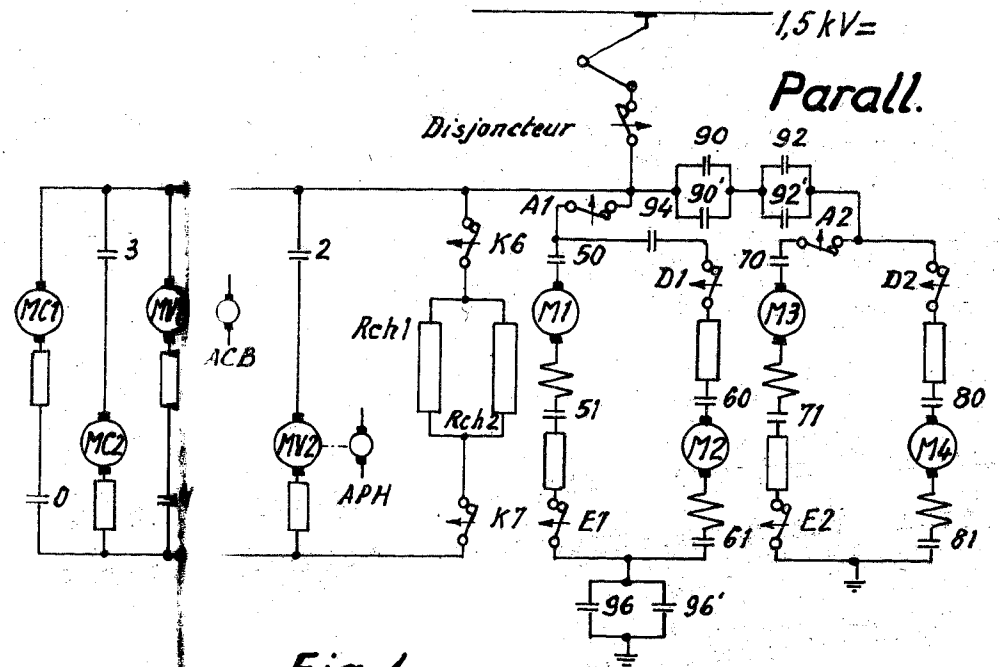 1,5 kV=
Parall.
Disjoncteur
90 92
90' 92'
A1 94 A2
3 2 K6 50 70
D1 D2
MC1 ACB M1 M3
Rch1
Rch2 51 60 71 80
MC2 MV2 M2 M4
APH
0 K7 E1 61 E2 81
96 96'